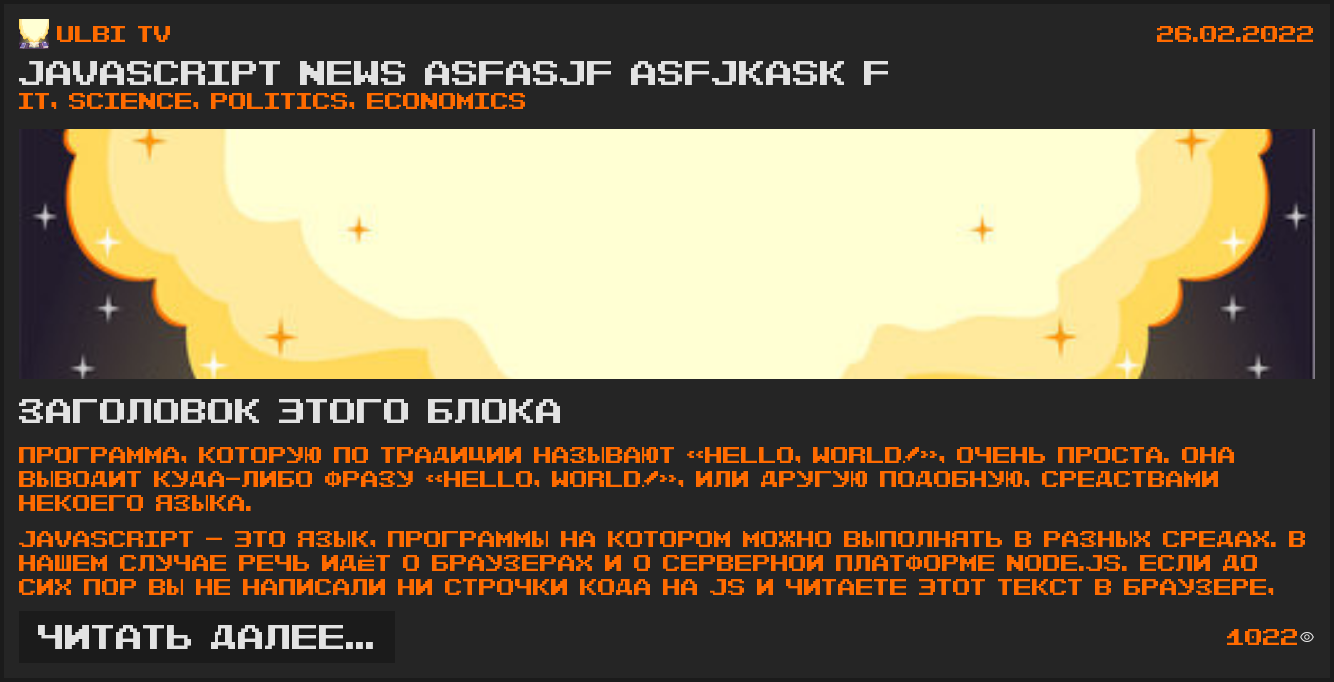 ULBI TV
26.02.2022
JAVASCRIPT NEWS ASFASJF ASFJKASK F
IT, SCIENCE, POLITICS, ECONOMICS
ЗАГОЛОВОК ЭТОГО БЛОКА
ПРОГРАММА, КОТОРУЮ ПО ТРАДИЦИИ НАЗЫВАЮТ «HELLO, WORLD!», ОЧЕНЬ ПРОСТА. ОНА
ВЫВОДИТ КУДА-ЛИБО ФРАЗУ «HELLO, WORLD!», ИЛИ ДРУГУЮ ПОДОБНУЮ, СРЕДСТВАМИ
НЕКОЕГО ЯЗЫКА.
JAVASCRIPT — ЭТО ЯЗЫК, ПРОГРАММЫ НА КОТОРОМ МОЖНО ВЫПОЛНЯТЬ В РАЗНЫХ СРЕДАХ. В
НАШЕМ СЛУЧАЕ РЕЧЬ ИДЁТ О БРАУЗЕРАХ И О СЕРВЕРНОЙ ПЛАТФОРМЕ NODE.JS. ЕСЛИ ДО
СИХ ПОР ВЫ НЕ НАПИСАЛИ НИ СТРОЧКИ КОДА НА JS И ЧИТАЕТЕ ЭТОТ ТЕКСТ В БРАУЗЕРЕ,
ЧИТАТЬ ДАЛЕЕ...
1022